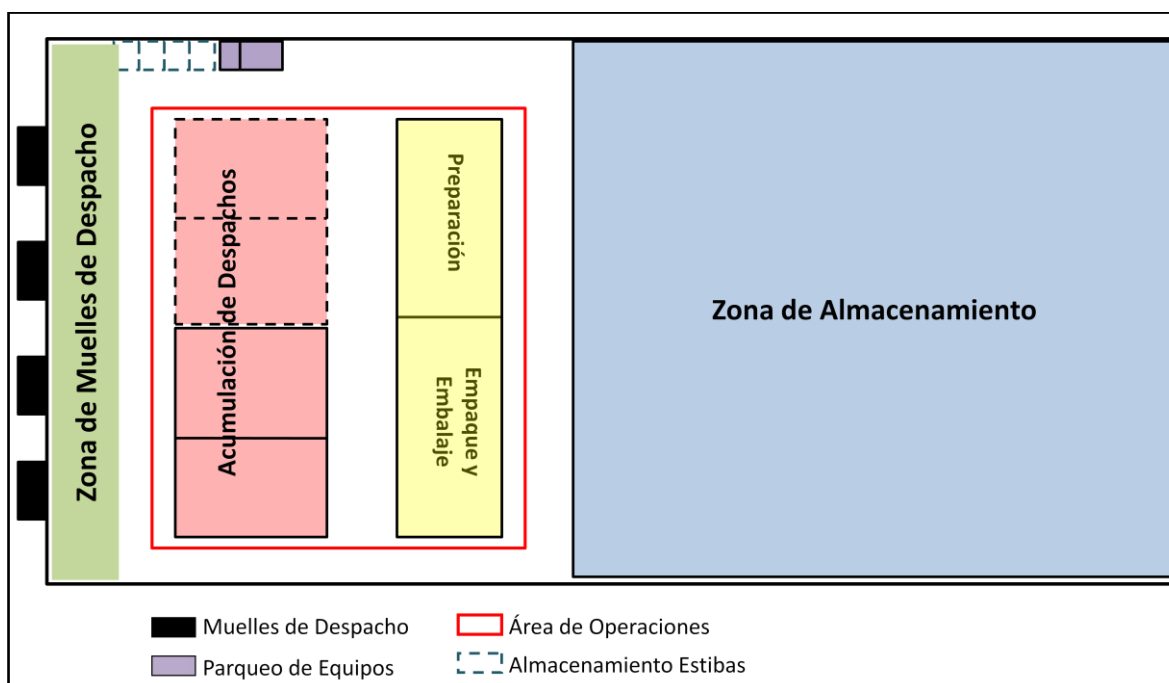 Zona de Muelles de Despacho
Acumulación de Despachos
Preparación
Empaque y
Embalaje
Zona de Almacenamiento
Muelles de Despacho
Área de Operaciones
Parqueo de Equipos
Almacenamiento Estibas